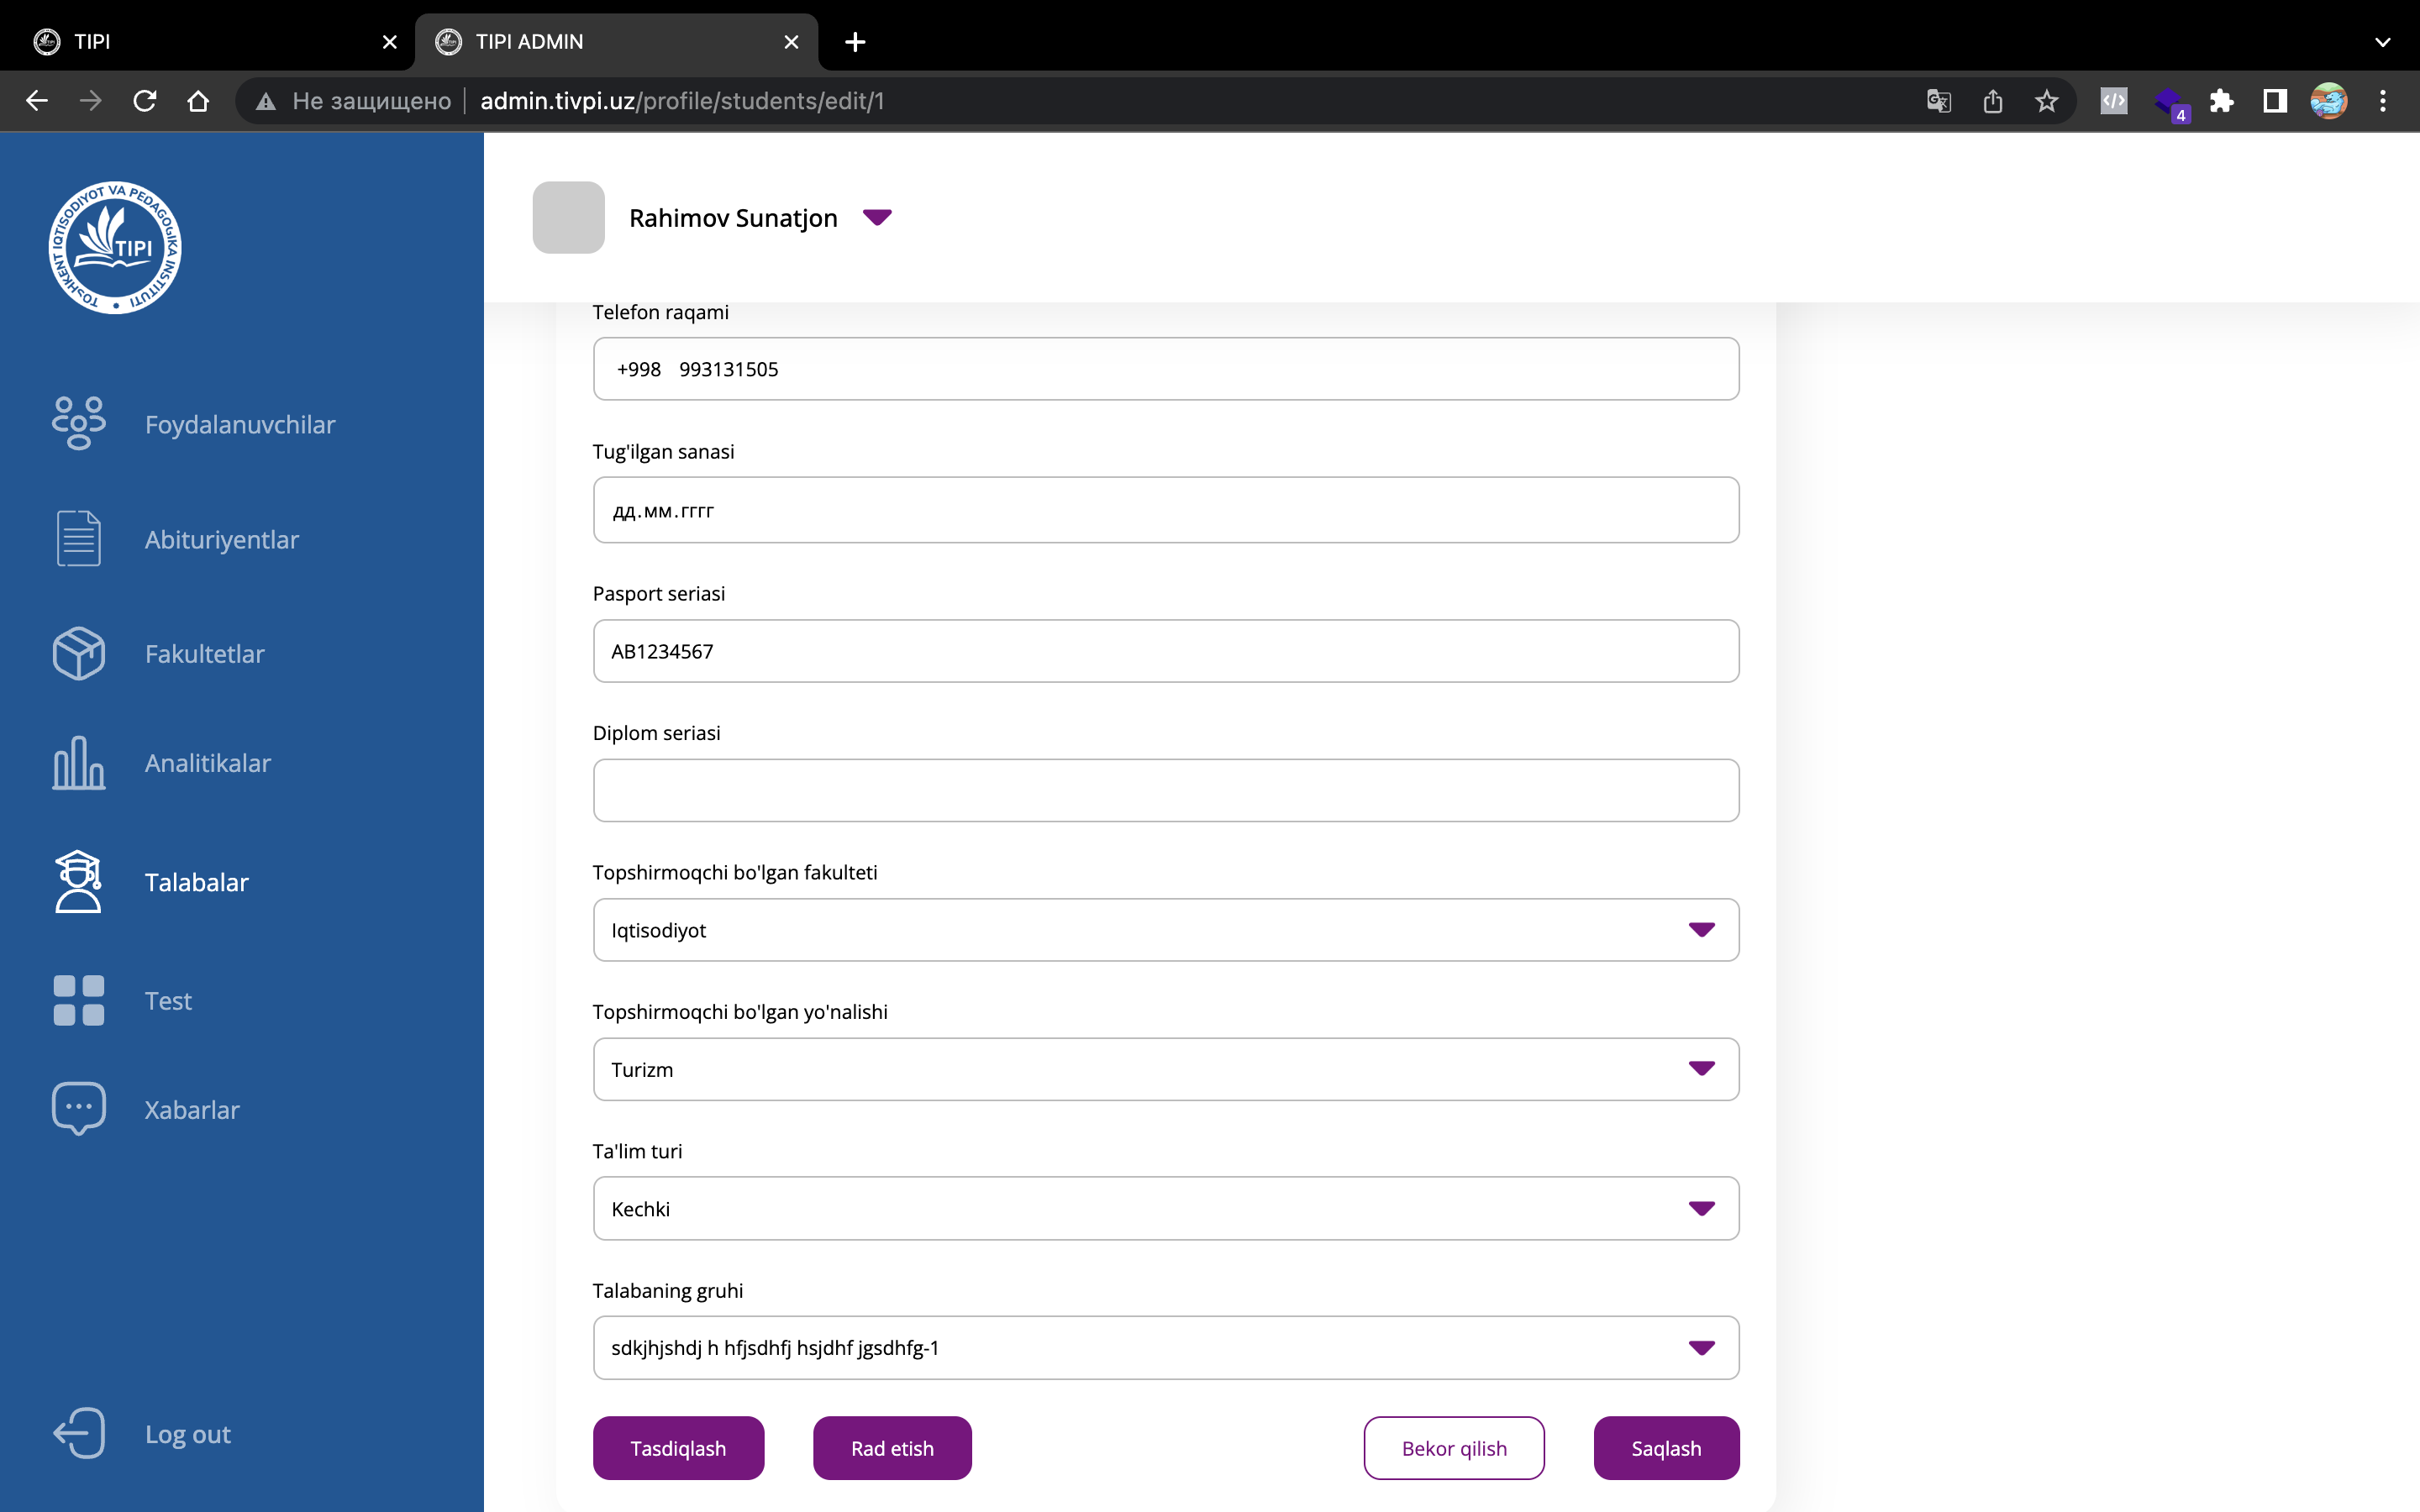 TIPI
TIPI ADMIN
Не защищено
admin.tivpi.uz/profile/students/edit/1
4
TOSHKENT IQTISODIYOT VA PEDAGOGIKA INSTITUTI
TIPI
Rahimov Sunatjon
Foydalanuvchilar
Abituriyentlar
Fakultetlar
Analitikalar
Talabalar
Test
Xabarlar
Log out
Telefon raqami
+998 993131505
Tug'ilgan sanasi
дд.мм.гггг
Pasport seriasi
AB1234567
Diplom seriasi
Topshirmoqchi bo'lgan fakulteti
Iqtisodiyot
Topshirmoqchi bo'lgan yo'nalishi
Turizm
Ta'lim turi
Kechki
Talabaning gruhi
sdkjhjshdj h hfjsdhfj hsjdhf jgsdhfg-1
Tasdiqlash
Rad etish
Bekor qilish
Saqlash